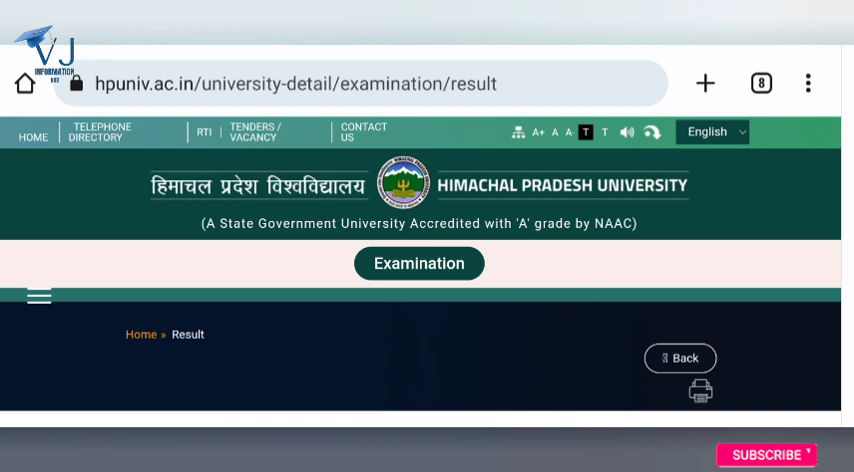 VJ
INFORMATION
hpuniv.ac.in/university-detail/examination/result
8
HOME
TELEPHONE
DIRECTORY
RTI
TENDERS /
VACANCY
CONTACT
US
A+ A A- T T
English
हिमाचल प्रदेश विश्वविद्यालय
HIMACHAL PRADESH UNIVERSITY
(A State Government University Accredited with 'A' grade by NAAC)
Examination
Home » Result
Back
SUBSCRIBE